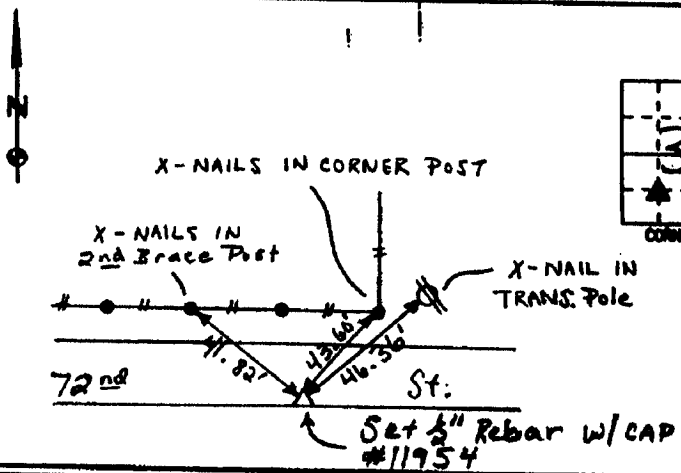 N
X-NAILS IN CORNER POST
X-NAILS IN
2nd Brace Post
X-NAIL IN
TRANS. Pole
41.82'
43.60'
46.36'
72nd St.
Set ½" Rebar W/CAP
#11954